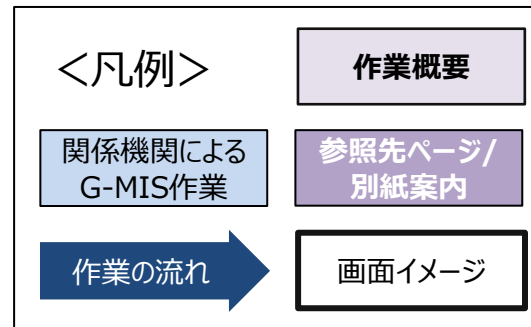 ＜凡例＞
作業概要
関係機関による
G-MIS作業
参照先ページ/
別紙案内
作業の流れ
画面イメージ